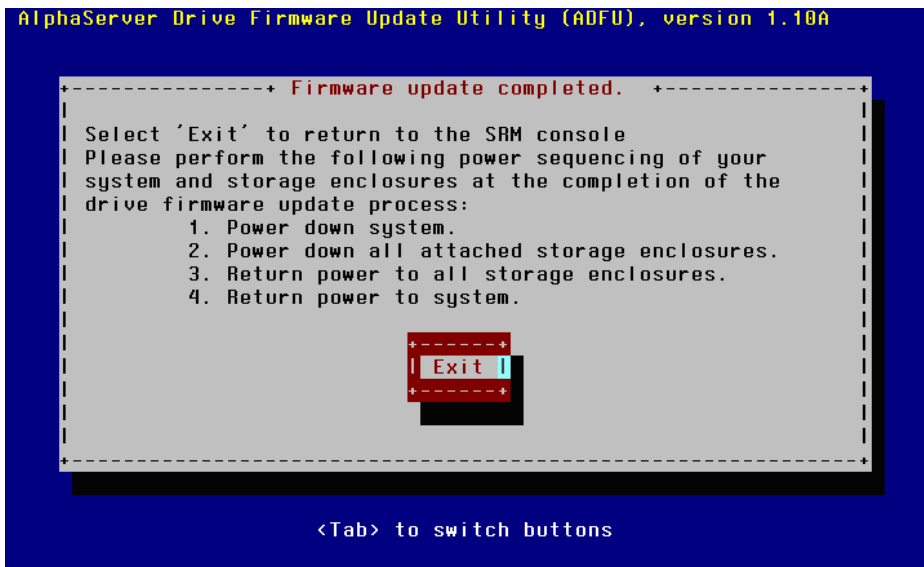 AlphaServer Drive Firmware Update Utility (ADFU), version 1.10A
Firmware update completed.
Select 'Exit' to return to the SRM console
Please perform the following power sequencing of your
system and storage enclosures at the completion of the
drive firmware update process:
1. Power down system.
2. Power down all attached storage enclosures.
3. Return power to all storage enclosures.
4. Return power to system.
Exit
<Tab> to switch buttons